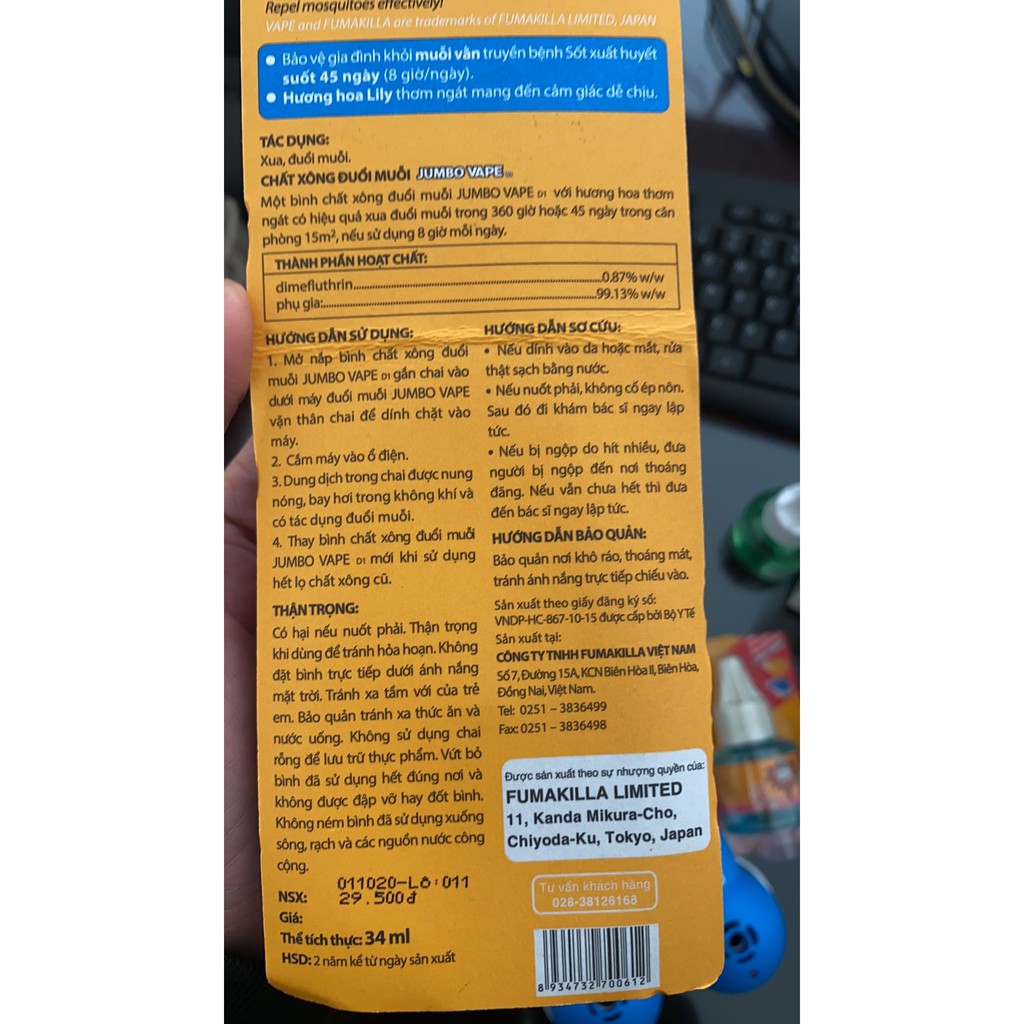 Repel mosquitoes effectively!
VAPE and FUMAKILLA are trademarks of FUMAKILLA LIMITED, JAPAN
• Bảo vệ gia đình khỏi muỗi vằn truyền bệnh Sốt xuất huyết
suốt 45 ngày (8 giờ/ngày).
• Hương hoa Lily thơm ngát mang đến cảm giác dễ chịu.
TÁC DỤNG:
Xua, đuổi muỗi.
CHẤT XÔNG ĐUỔI MUỖI JUMBO VAPE D1
Một bình chất xông đuổi muỗi JUMBO VAPE D1 với hương hoa thơm
ngát có hiệu quả xua đuổi muỗi trong 360 giờ hoặc 45 ngày trong căn
phòng 15m², nếu sử dụng 8 giờ mỗi ngày.
THÀNH PHẦN HOẠT CHẤT:
dimefluthrin..........0.87% w/w
phụ gia:..........99.13% w/w
HƯỚNG DẪN SỬ DỤNG:
1. Mở nắp bình chất xông đuổi
muỗi JUMBO VAPE D1 gắn chai vào
dưới máy đuổi muỗi JUMBO VAPE
vặn thân chai để dính chặt vào
máy.
2. Cắm máy vào ổ điện.
3. Dung dịch trong chai được nung
nóng, bay hơi trong không khí và
có tác dụng đuổi muỗi.
4. Thay bình chất xông đuổi muỗi
JUMBO VAPE D1 mới khi sử dụng
hết lọ chất xông cũ.
THẬN TRỌNG:
Có hại nếu nuốt phải. Thận trọng
khi dùng để tránh hỏa hoạn. Không
đặt bình trực tiếp dưới ánh nắng
mặt trời. Tránh xa tầm với của trẻ
em. Bảo quản tránh xa thức ăn và
nước uống. Không sử dụng chai
rỗng để lưu trữ thực phẩm. Vứt bỏ
bình đã sử dụng hết đúng nơi và
không được đập vỡ hay đốt bình.
Không ném bình đã sử dụng xuống
sông, rạch và các nguồn nước công
cộng.
NSX: 011020-Lô:011
Giá: 29.500đ
Thể tích thực: 34 ml
HSD: 2 năm kể từ ngày sản xuất
HƯỚNG DẪN SƠ CỨU:
• Nếu dính vào da hoặc mắt, rửa
thật sạch bằng nước.
• Nếu nuốt phải, không cố ép nôn.
Sau đó đi khám bác sĩ ngay lập
tức.
• Nếu bị ngộp do hít nhiều, đưa
người bị ngộp đến nơi thoáng
đãng. Nếu vẫn chưa hết thì đưa
đến bác sĩ ngay lập tức.
HƯỚNG DẪN BẢO QUẢN:
Bảo quản nơi khô ráo, thoáng mát,
tránh ánh nắng trực tiếp chiếu vào.
Sản xuất theo giấy đăng ký số:
VNDP-HC-867-10-15 được cấp bởi Bộ Y Tế
Sản xuất tại:
CÔNG TY TNHH FUMAKILLA VIỆT NAM
Số 7, Đường 15A, KCN Biên Hòa II, Biên Hòa,
Đồng Nai, Việt Nam.
Tel: 0251 – 3836499
Fax: 0251 – 3836498
Được sản xuất theo sự nhượng quyền của:
FUMAKILLA LIMITED
11, Kanda Mikura-Cho,
Chiyoda-Ku, Tokyo, Japan
Tư vấn khách hàng
028-38126168
8 934732 700612